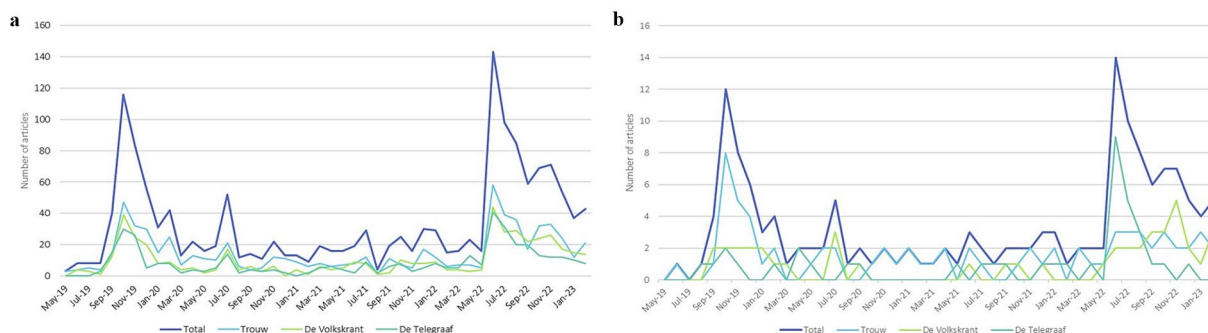 a
160
140
120
100
80
60
40
20
0
Number of articles
May-19 Jul-19 Sep-19 Nov-19 Jan-20 Mar-20 May-20 Jul-20 Sep-20 Nov-20 Jan-21 Mar-21 May-21 Jul-21 Sep-21 Nov-21 Jan-22 Mar-22 May-22 Jul-22 Sep-22 Nov-22 Jan-23
Total Trouw De Volkskrant De Telegraaf
b
16
14
12
10
8
6
4
2
0
Number of articles
May-19 Jul-19 Sep-19 Nov-19 Jan-20 Mar-20 May-20 Jul-20 Sep-20 Nov-20 Jan-21 Mar-21 May-21 Jul-21 Sep-21 Nov-21 Jan-22 Mar-22 May-22 Jul-22 Sep-22 Nov-22 Jan-23
Total Trouw De Volkskrant De Telegraaf